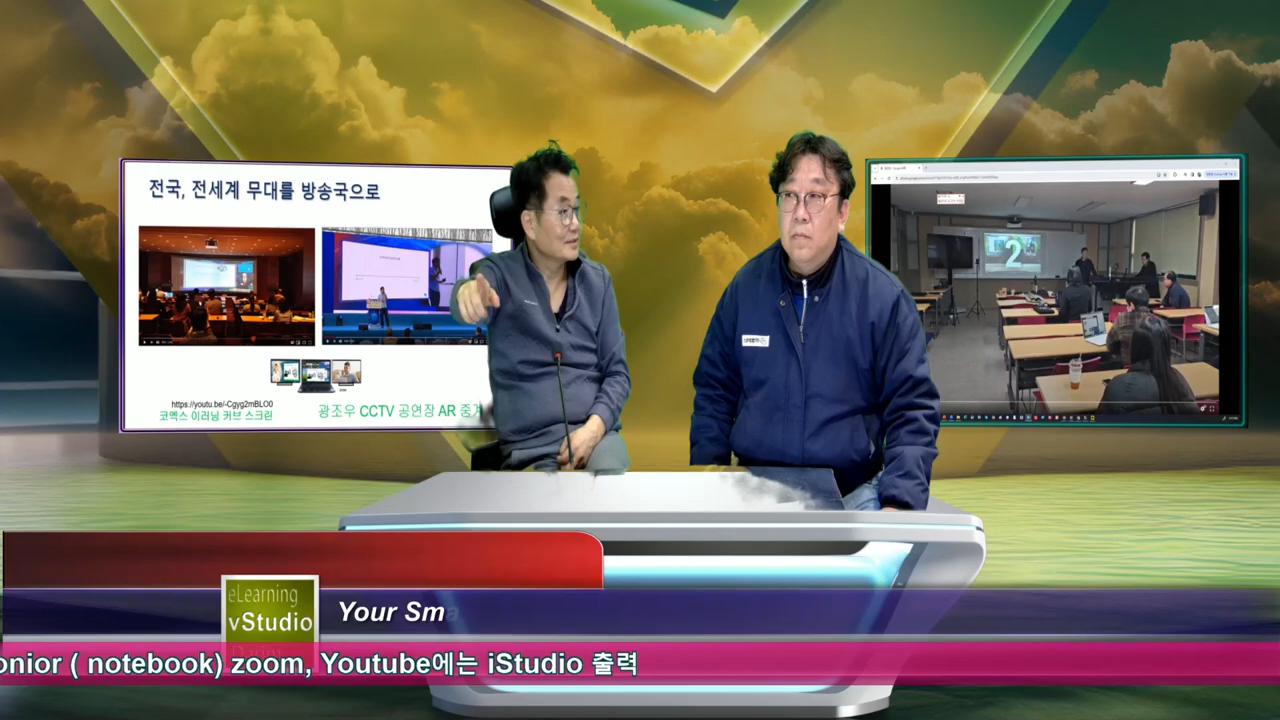 전국, 전세계 무대를 방송국으로
https://youtu.be/-Cgyg2mBLO0
코엑스 이러닝 커브 스크린
광조우 CCTV 공연장 AR 중계
2
eLearning
vStudio
Darim
Your Sm
onior ( notebook) zoom, Youtube에는 iStudio 출력